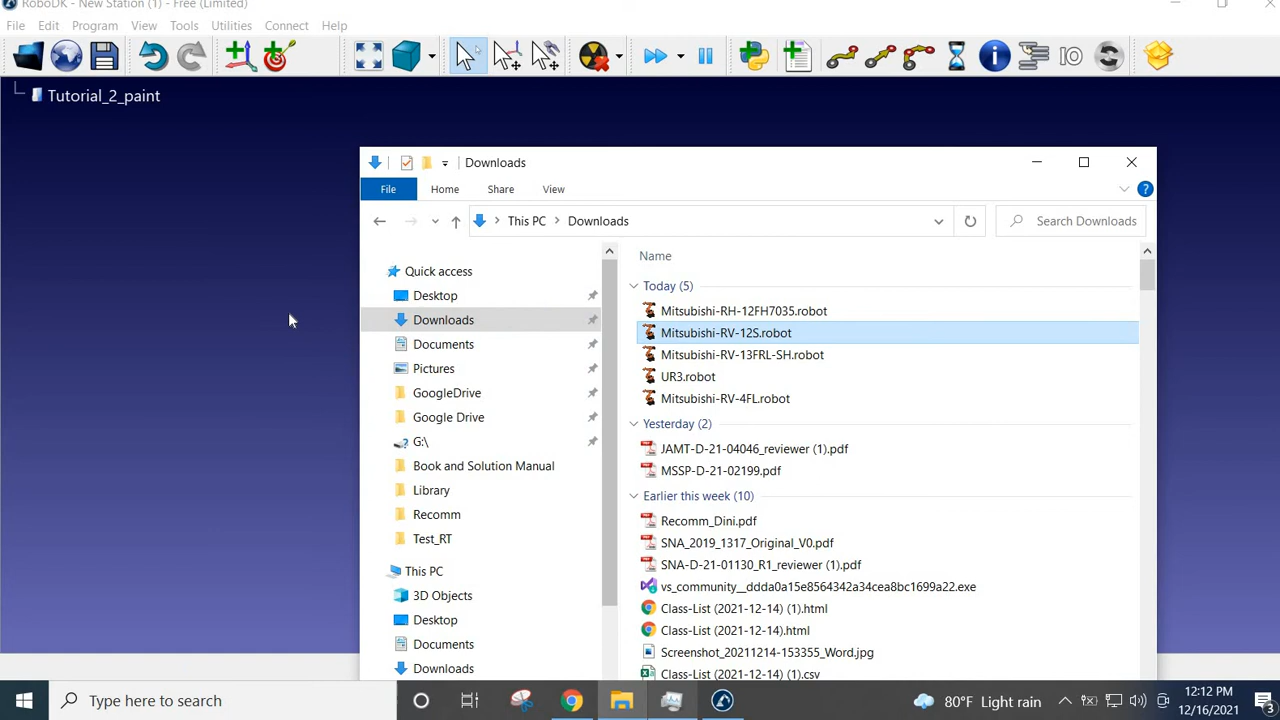 RoboDK - New Station (1) - Free (Limited)
File Edit Program View Tools Utilities Connect Help
IO
Tutorial_2_paint
Downloads
File Home Share View
This PC Downloads Search Downloads
Name
Quick access
Desktop
Downloads
Documents
Pictures
GoogleDrive
Google Drive
G:\
Book and Solution Manual
Library
Recomm
Test_RT
This PC
3D Objects
Desktop
Documents
Downloads
Today (5)
Mitsubishi-RH-12FH7035.robot
Mitsubishi-RV-12S.robot
Mitsubishi-RV-13FRL-SH.robot
UR3.robot
Mitsubishi-RV-4FL.robot
Yesterday (2)
JAMT-D-21-04046_reviewer (1).pdf
MSSP-D-21-02199.pdf
Earlier this week (10)
Recomm_Dini.pdf
SNA_2019_1317_Original_V0.pdf
SNA-D-21-01130_R1_reviewer (1).pdf
vs_community__ddda0a15e8564342a34cea8bc1699a22.exe
Class-List (2021-12-14) (1).html
Class-List (2021-12-14).html
Screenshot_20211214-153355_Word.jpg
Class-List (2021-12-14) (1).csv
Type here to search
80°F Light rain
12:12 PM
12/16/2021
3